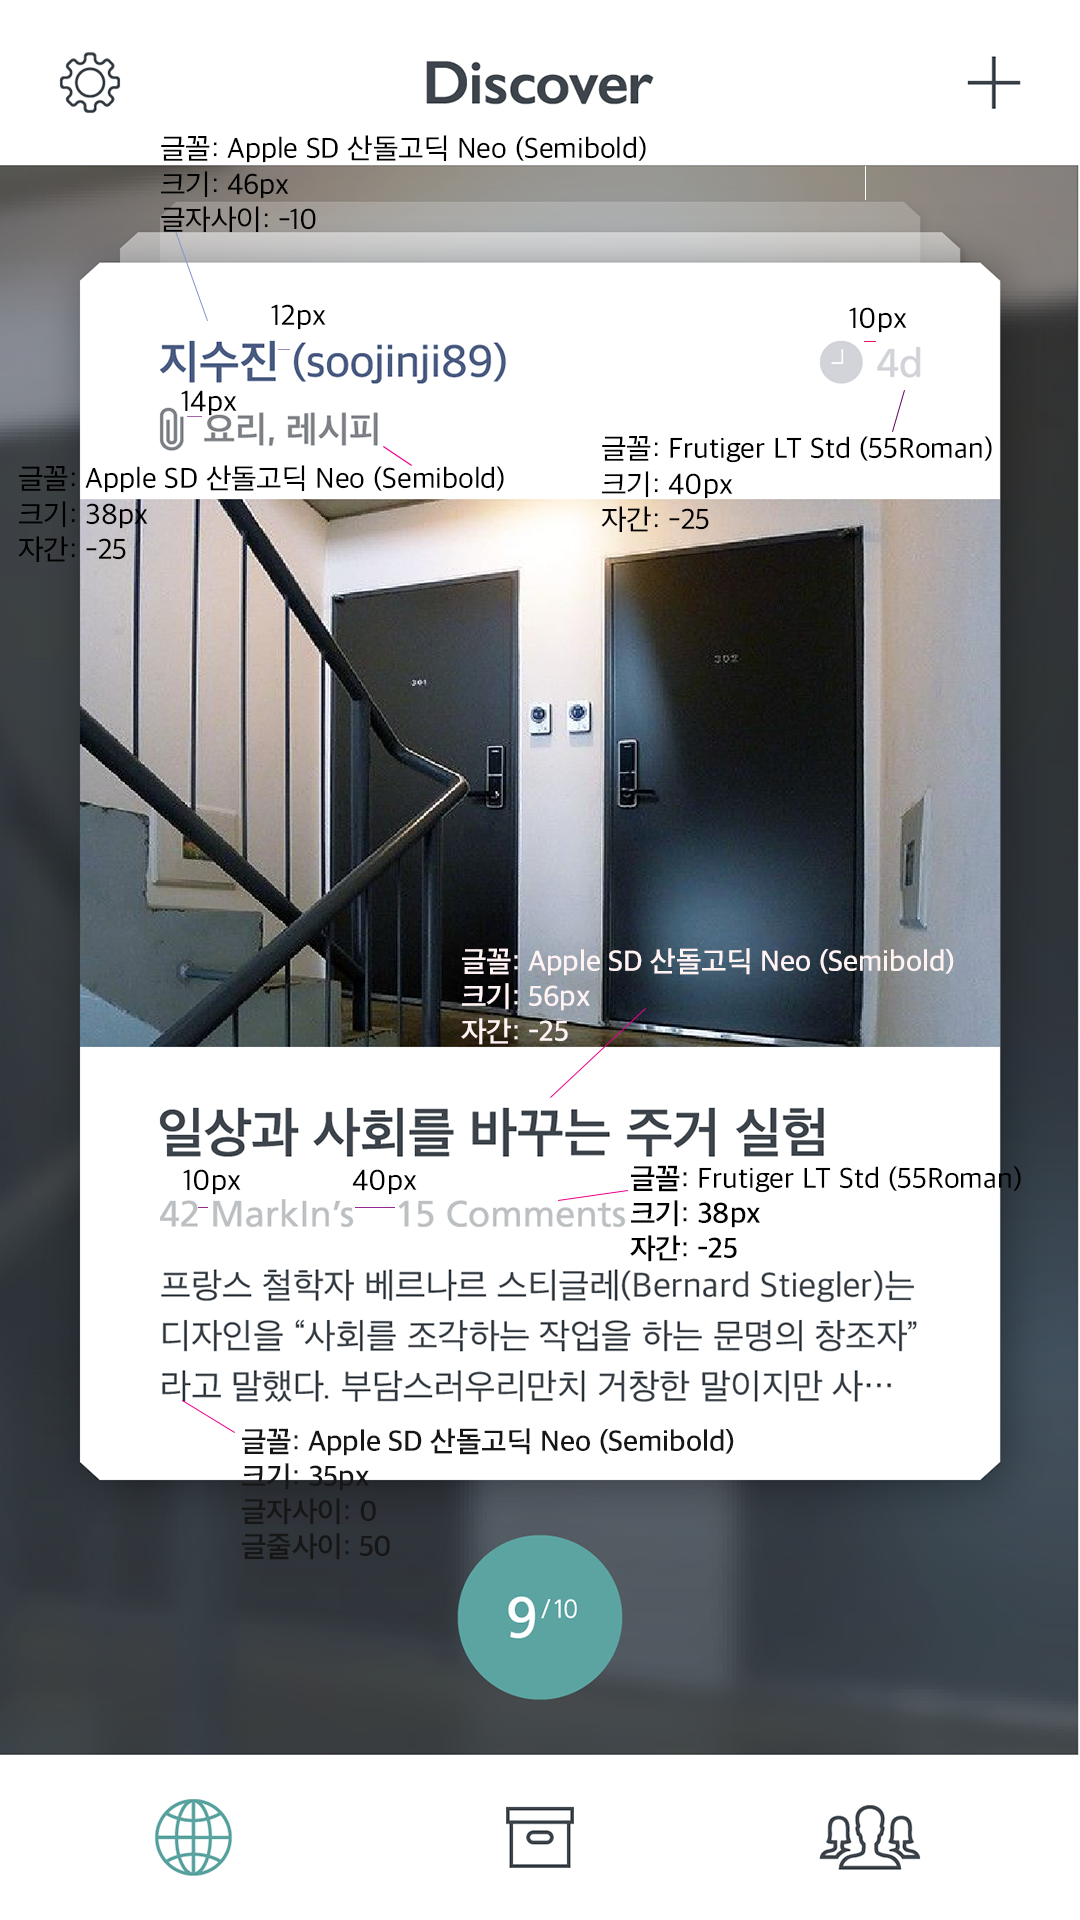 Discover
글꼴: Apple SD 산돌고딕 Neo (Semibold)
크기: 46px
글자사이: -10
12px
10px
지수진 (soojinji89)
4d
14px
요리, 레시피
글꼴: Frutiger LT Std (55Roman)
크기: 40px
자간: -25
글꼴: Apple SD 산돌고딕 Neo (Semibold)
크기: 38px
자간: -25
301
302
글꼴: Apple SD 산돌고딕 Neo (Semibold)
크기: 56px
자간: -25
일상과 사회를 바꾸는 주거 실험
10px
40px
글꼴: Frutiger LT Std (55Roman)
크기: 38px
자간: -25
42 MarkIn’s 15 Comments
프랑스 철학자 베르나르 스티글레(Bernard Stiegler)는
디자인을 “사회를 조각하는 작업을 하는 문명의 창조자”
라고 말했다. 부담스러우리만치 거창한 말이지만 사…
글꼴: Apple SD 산돌고딕 Neo (Semibold)
크기: 35px
글자사이: 0
글줄사이: 50
9/10